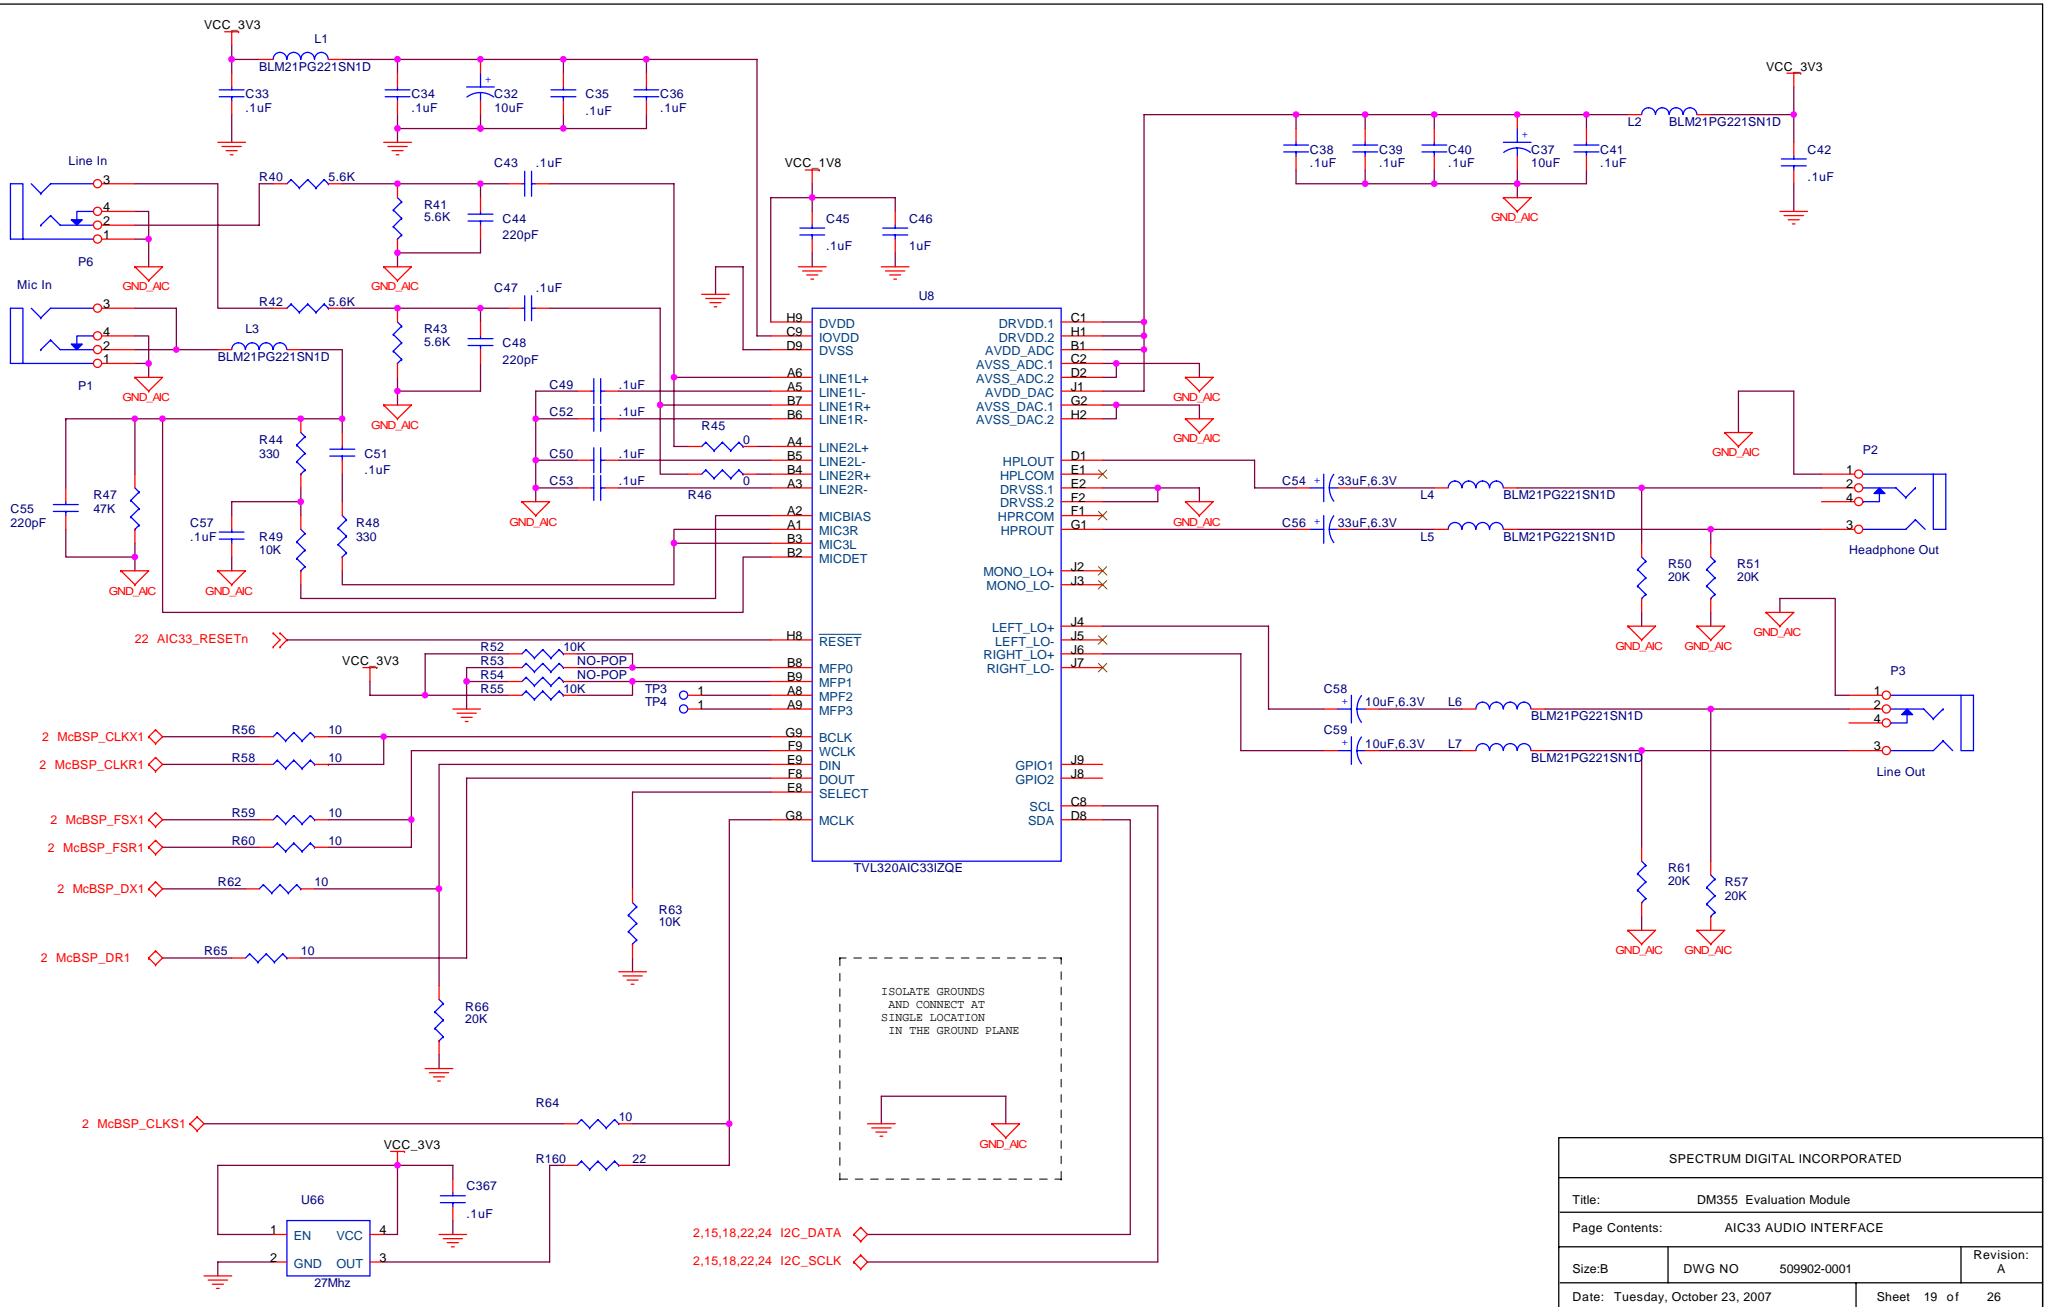 VCC_3V3
L1
BLM21PG221SN1D
C33
.1uF
C34
.1uF
C32
10uF
C35
.1uF
C36
.1uF
VCC_3V3
L2
BLM21PG221SN1D
C38
.1uF
C39
.1uF
C40
.1uF
C37
10uF
C41
.1uF
C42
.1uF
GND_AIC
Line In
3
4
2
1
P6
GND_AIC
R40
5.6K
R41
5.6K
C43
.1uF
C44
220pF
GND_AIC
VCC_1V8
C45
.1uF
C46
1uF
Mic In
3
4
2
1
P1
GND_AIC
L3
BLM21PG221SN1D
R42
5.6K
R43
5.6K
C47
.1uF
C48
220pF
GND_AIC
C49
.1uF
C52
.1uF
C50
.1uF
C53
.1uF
GND_AIC
R45
0
R46
0
R44
330
C51
.1uF
C55
220pF
R47
47K
C57
.1uF
R49
10K
R48
330
GND_AIC
GND_AIC
U8
H9 DVDD
C9 IOVDD
D9 DVSS
A6 LINE1L+
A5 LINE1L-
B7 LINE1R+
B6 LINE1R-
A4 LINE2L+
B5 LINE2L-
B4 LINE2R+
A3 LINE2R-
A2 MICBIAS
A1 MIC3R
B3 MIC3L
B2 MICDET
H8 RESET
B8 MFP0
B9 MFP1
A8 MPF2
A9 MFP3
G9 BCLK
F9 WCLK
E9 DIN
F8 DOUT
E8 SELECT
G8 MCLK
DRVDD.1 C1
DRVDD.2 H1
AVDD_ADC B1
AVSS_ADC.1 C2
AVSS_ADC.2 D2
AVDD_DAC J1
AVSS_DAC.1 G2
AVSS_DAC.2 H2
HPLOUT D1
HPLCOM E1
DRVSS.1 E2
DRVSS.2 F2
HPRCOM F1
HPROUT G1
MONO_LO+ J2
MONO_LO- J3
LEFT_LO+ J4
LEFT_LO- J5
RIGHT_LO+ J6
RIGHT_LO- J7
GPIO1 J9
GPIO2 J8
SCL C8
SDA D8
TVL320AIC33IZQE
GND_AIC
GND_AIC
GND_AIC
C54
33uF,6.3V
L4
BLM21PG221SN1D
C56
33uF,6.3V
L5
BLM21PG221SN1D
GND_AIC
P2
1
2
4
3
Headphone Out
R50
20K
R51
20K
GND_AIC
GND_AIC
GND_AIC
C58
10uF,6.3V
L6
BLM21PG221SN1D
C59
10uF,6.3V
L7
BLM21PG221SN1D
P3
1
2
4
3
Line Out
R61
20K
R57
20K
GND_AIC
GND_AIC
22 AIC33_RESETn
VCC_3V3
R52
10K
R53
NO-POP
R54
NO-POP
R55
10K
TP3
1
TP4
1
2 McBSP_CLKX1
R56
10
2 McBSP_CLKR1
R58
10
2 McBSP_FSX1
R59
10
2 McBSP_FSR1
R60
10
2 McBSP_DX1
R62
10
2 McBSP_DR1
R65
10
R63
10K
R66
20K
ISOLATE GROUNDS
AND CONNECT AT
SINGLE LOCATION
IN THE GROUND PLANE
GND_AIC
2 McBSP_CLKS1
R64
10
R160
22
VCC_3V3
C367
.1uF
U66
1 EN VCC 4
2 GND OUT 3
27Mhz
2,15,18,22,24 I2C_DATA
2,15,18,22,24 I2C_SCLK
SPECTRUM DIGITAL INCORPORATED
Title: DM355 Evaluation Module
Page Contents: AIC33 AUDIO INTERFACE
Size:B DWG NO 509902-0001 Revision: A
Date: Tuesday, October 23, 2007 Sheet 19 of 26